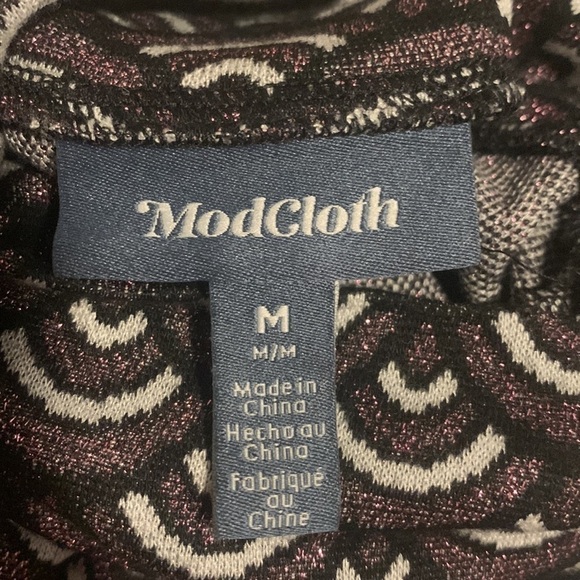 ModCloth
M
M/M
Made in
China
Hecho au
China
Fabriqué
au
Chine